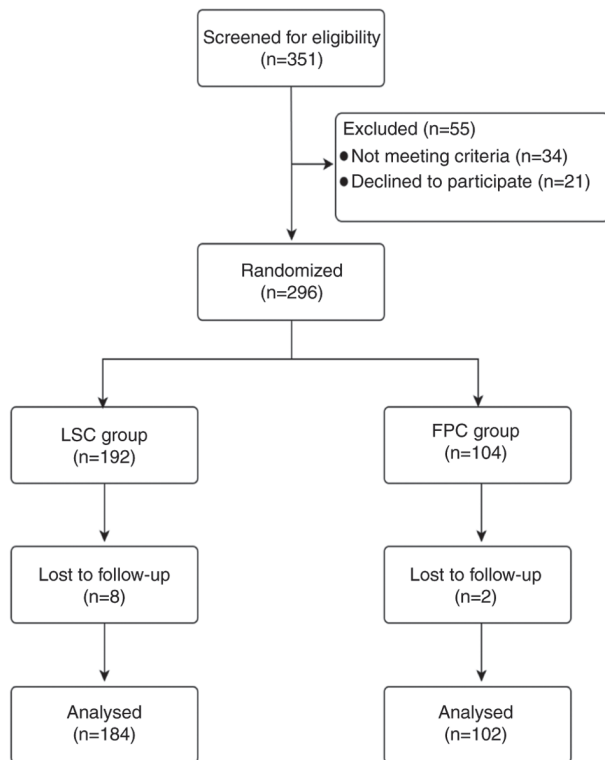 Screened for eligibility
(n=351)
Excluded (n=55)
●Not meeting criteria (n=34)
●Declined to participate (n=21)
Randomized
(n=296)
LSC group
(n=192)
FPC group
(n=104)
Lost to follow-up
(n=8)
Lost to follow-up
(n=2)
Analysed
(n=184)
Analysed
(n=102)